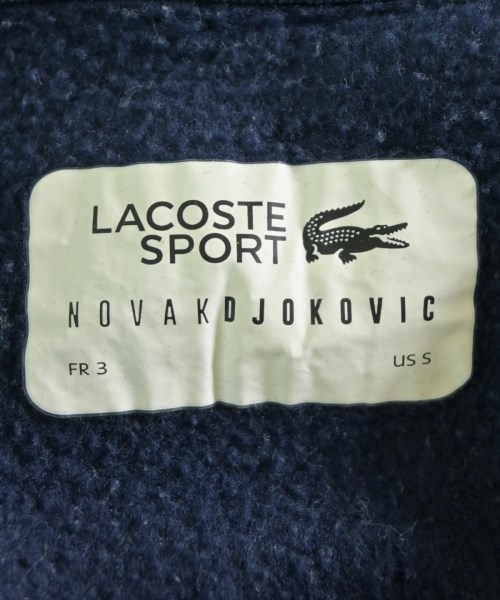 LACOSTE
SPORT
NOVAKDJOKOVIC
FR 3
US S